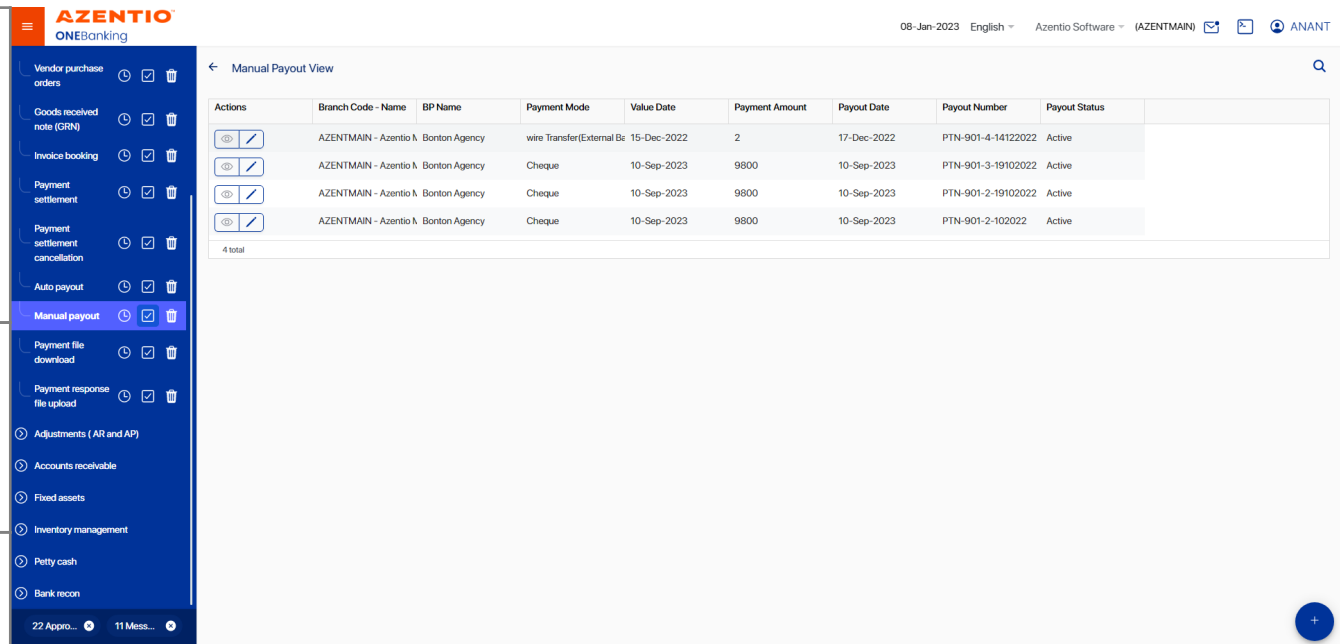 AZENTIO
ONEBanking
08-Jan-2023 English Azentio Software (AZENTMAIN) ANANT
Vendor purchase
orders
Goods received
note (GRN)
Invoice booking
Payment
settlement
Payment
settlement
cancellation
Auto payout
Manual payout
Payment file
download
Payment response
file upload
Adjustments ( AR and AP)
Accounts receivable
Fixed assets
Inventory management
Petty cash
Bank recon
22 Appro... 11 Mess...
Manual Payout View
Actions Branch Code - Name BP Name Payment Mode Value Date Payment Amount Payout Date Payout Number Payout Status
AZENTMAIN - Azentio M Bonton Agency wire Transfer(External Ba 15-Dec-2022 2 17-Dec-2022 PTN-901-4-14122022 Active
AZENTMAIN - Azentio M Bonton Agency Cheque 10-Sep-2023 9800 10-Sep-2023 PTN-901-3-19102022 Active
AZENTMAIN - Azentio M Bonton Agency Cheque 10-Sep-2023 9800 10-Sep-2023 PTN-901-2-19102022 Active
AZENTMAIN - Azentio M Bonton Agency Cheque 10-Sep-2023 9800 10-Sep-2023 PTN-901-2-102022 Active
4 total